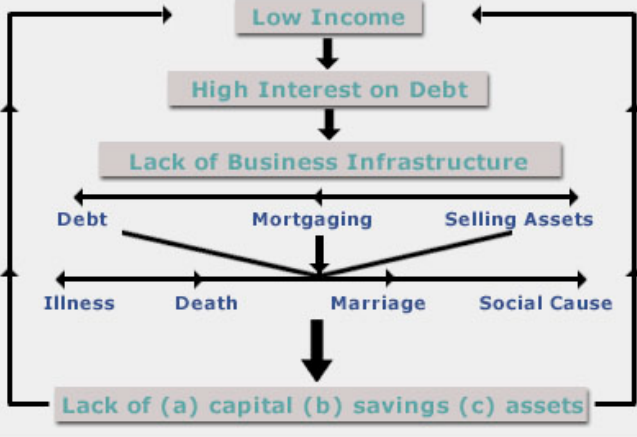 Low Income
High Interest on Debt
Lack of Business Infrastructure
Debt Mortgaging Selling Assets
Illness Death Marriage Social Cause
Lack of (a) capital (b) savings (c) assets